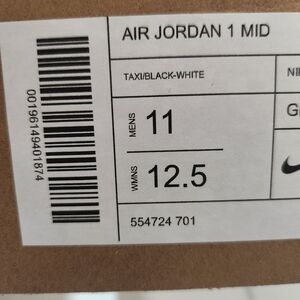 AIR JORDAN 1 MID
TAXI/BLACK-WHITE
MENS 11
WMNS 12.5
554724 701
00196149401874